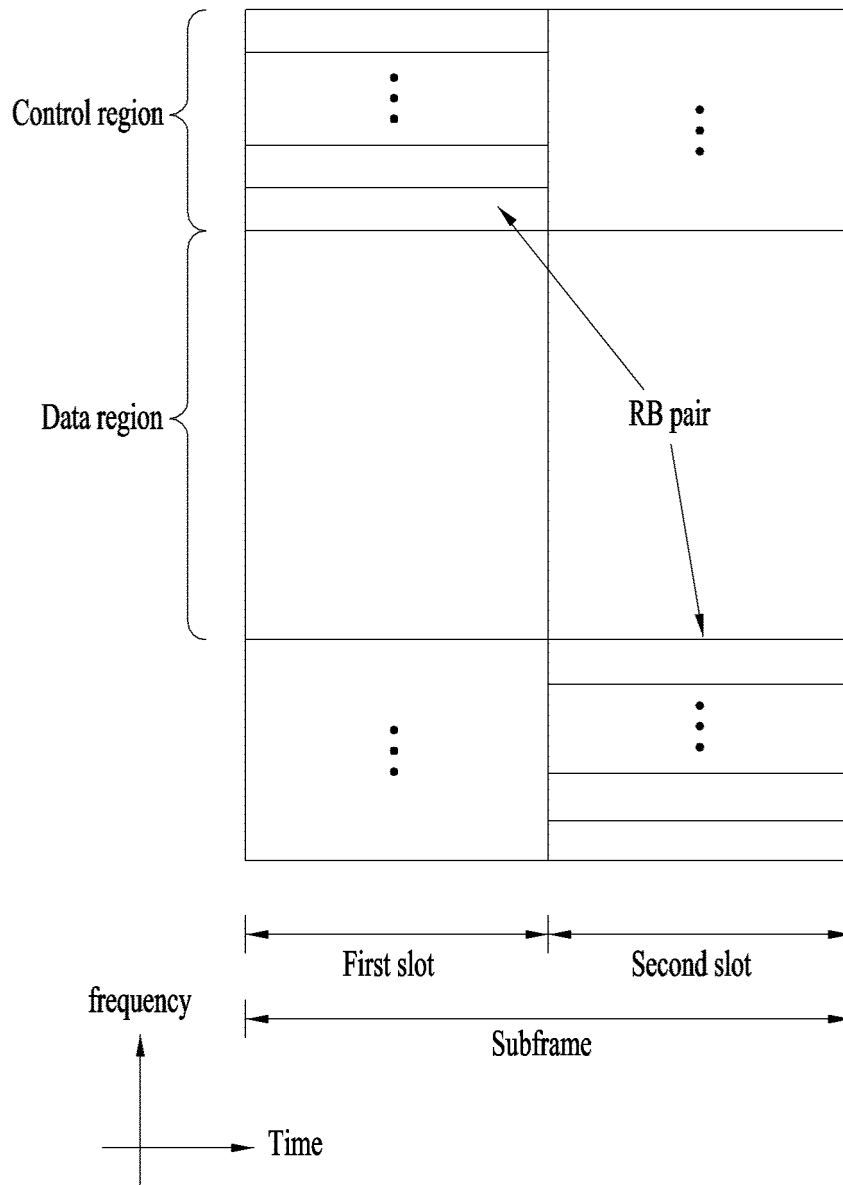 Control region
Data region
RB pair
First slot
Second slot
Subframe
frequency
Time